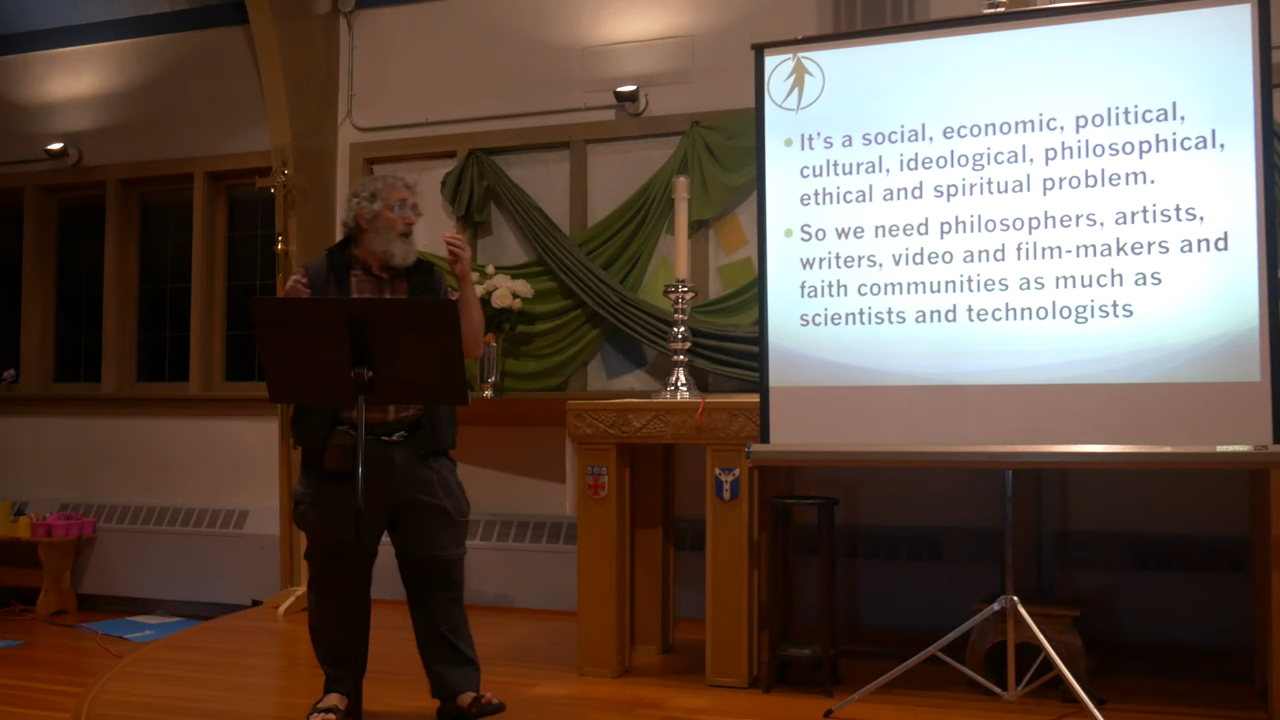 It's a social, economic, political,
cultural, ideological, philosophical,
ethical and spiritual problem.
So we need philosophers, artists,
writers, video and film-makers and
faith communities as much as
scientists and technologists